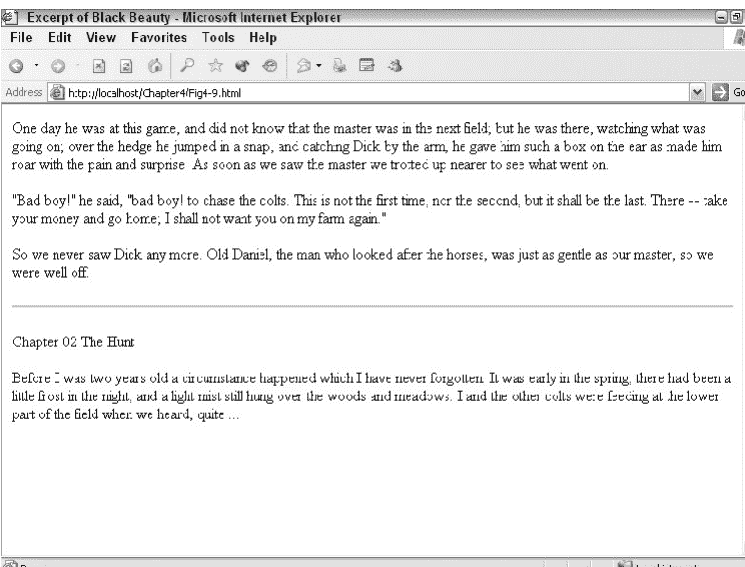 Excerpt of Black Beauty - Microsoft Internet Explorer
File Edit View Favorites Tools Help
Address http://localhost/Chapter4/Fig4-9.html Go
One day he was at this game, and did not know that the master was in the next field; but he was there, watching what was
going on; over the hedge he jumped in a snap, and catching Dick by the arm, he gave him such a box on the ear as made him
roar with the pain and surprise. As soon as we saw the master we trotted up nearer to see what went on.
"Bad boy!" he said, "bad boy! to chase the colts. This is not the first time, nor the second, but it shall be the last. There -- take
your money and go home; I shall not want you on my farm again."
So we never saw Dick any more. Old Daniel, the man who looked after the horses, was just as gentle as our master, so we
were well off.
Chapter 02 The Hunt
Before I was two years old a circumstance happened which I have never forgotten. It was early in the spring; there had been a
little frost in the night, and a light mist still hung over the woods and meadows. I and the other colts were feeding at the lower
part of the field when we heard, quite ...